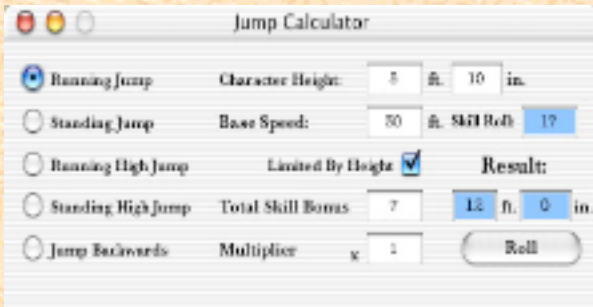 Jump Calculator
Running Jump Character Height: 5 ft. 10 in.
Standing Jump Base Speed: 30 ft. Skill Roll:
Running High Jump Limited By Height Result:
Standing High Jump Total Skill Bonus 7 ft. 0 in.
Jump Backwards Multiplier x 1 Roll